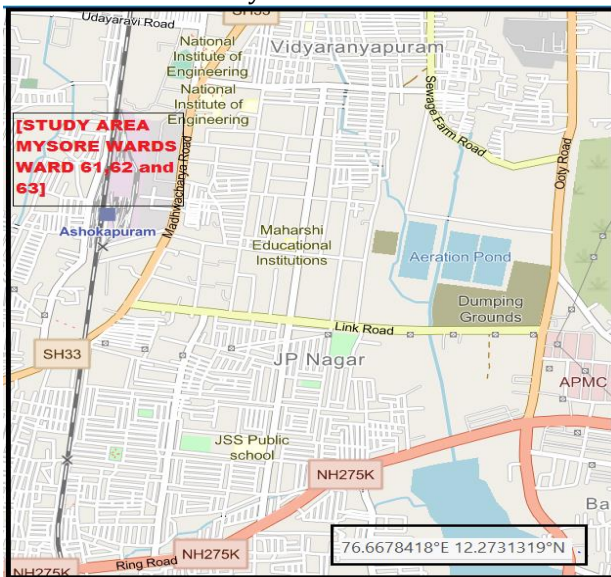 Udayaravi Road
SH33
National
Institute of
Engineering
National
Institute of
Engineering
Vidyaranyapuram
Sewage Farm Road
Ooty Road
[STUDY AREA
MYSORE WARDS
WARD 61,62 and
63]
Madhwacharya Road
Ashokapuram
Maharshi
Educational
Institutions
Aeration Pond
Dumping
Grounds
Link Road
SH33
JP Nagar
APMC
JSS Public
school
NH275K
Ba
76.6678418°E 12.2731319°N
NH275K
Ring Road
NH275K